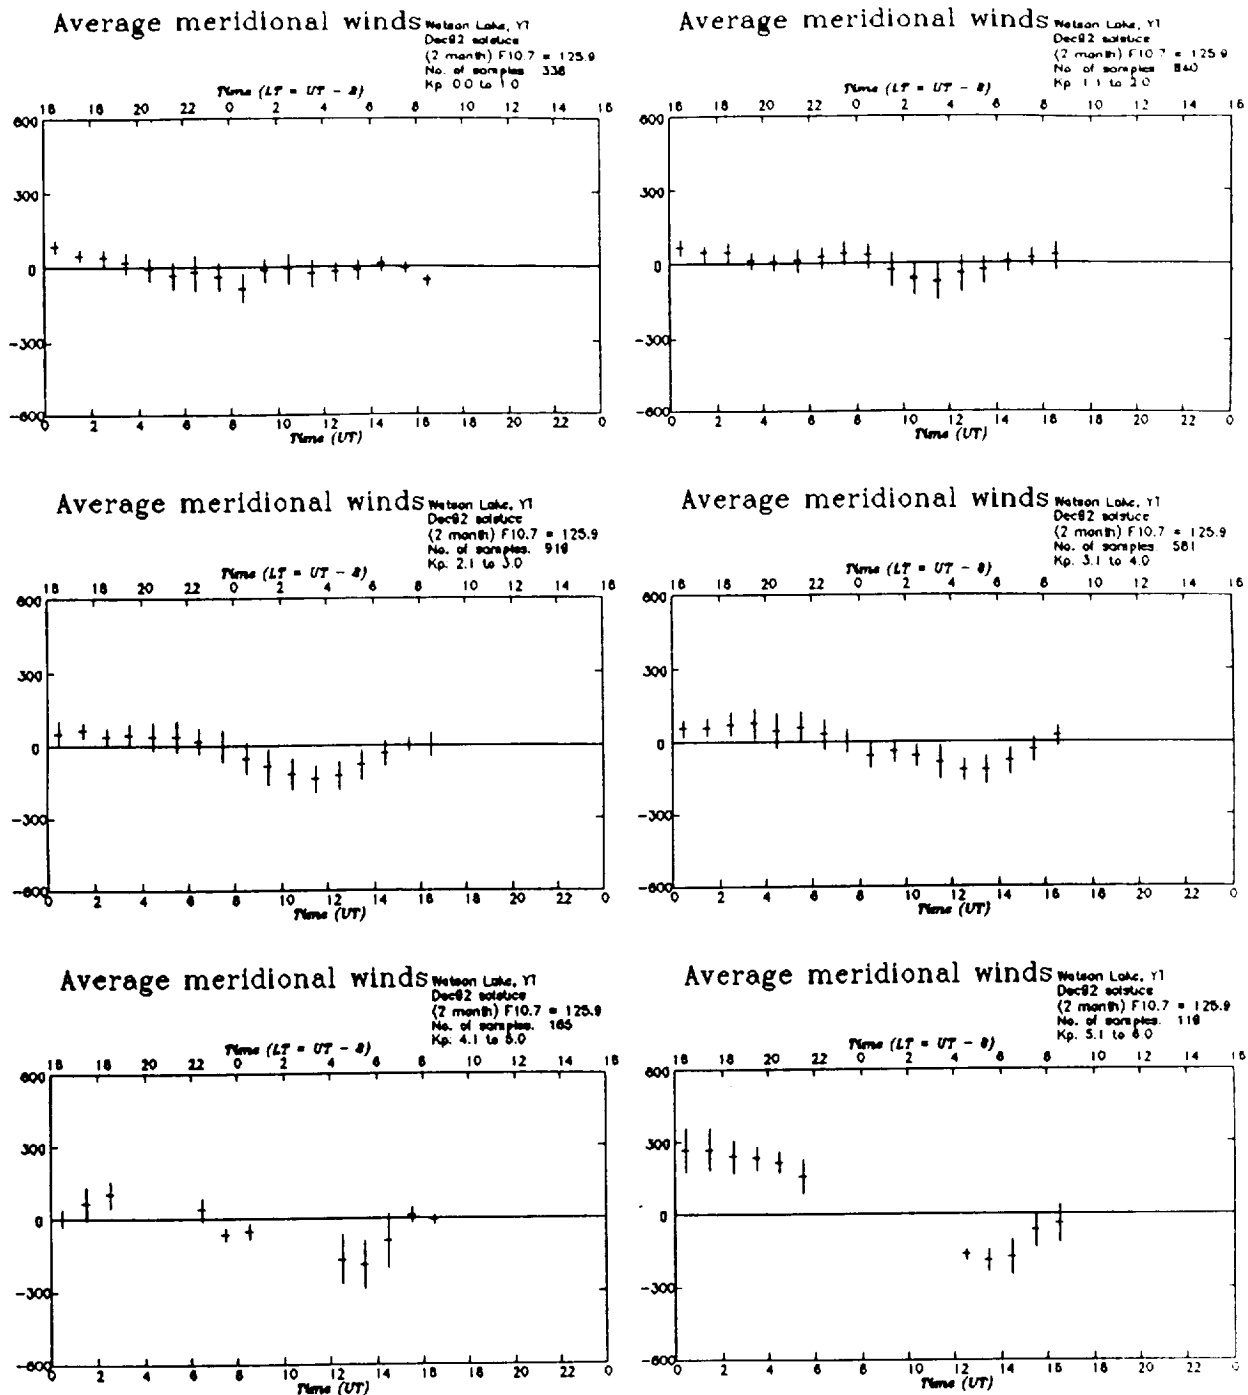 Average meridional winds Watson Lake, YT
Dec92 solstice
(2 month) F10.7 = 125.9
No. of samples 338
Kp 0.0 to 1.0
Time (LT = UT - 8)
16 18 20 22 0 2 4 6 8 10 12 14 16
600
300
0
-300
-600
2 4 6 8 10 12 14 16 18 20 22 0
Time (UT)
Average meridional winds Watson Lake, YT
Dec92 solstice
(2 month) F10.7 = 125.9
No of samples 840
Kp 1.1 to 2.0
Time (LT = UT - 8)
16 18 20 22 0 2 4 6 8 10 12 14 16
600
300
0
-300
-600
0 2 4 6 8 10 12 14 16 18 20 22 0
Time (UT)
Average meridional winds Watson Lake, YT
Dec92 solstice
(2 month) F10.7 = 125.9
No. of samples. 919
Kp: 2.1 to 3.0
Time (LT = UT - 8)
16 18 20 22 0 2 4 6 8 10 12 14 16
600
300
0
-300
-600
2 4 6 8 10 12 14 16 18 20 22 0
Time (UT)
Average meridional winds Watson Lake, YT
Dec92 solstice
(2 month) F10.7 = 125.9
No. of samples. 581
Kp. 3.1 to 4.0
Time (LT = UT - 8)
16 18 20 22 0 2 4 6 8 10 12 14 16
600
300
0
-300
-600
0 2 4 6 8 10 12 14 16 18 20 22 0
Time (UT)
Average meridional winds Watson Lake, YT
Dec92 solstice
(2 month) F10.7 = 125.9
No. of samples. 165
Kp: 4.1 to 5.0
Time (LT = UT - 8)
16 18 20 22 0 2 4 6 8 10 12 14 16
600
300
0
-300
-600
0 2 4 6 8 10 12 14 16 18 20 22 0
Time (UT)
Average meridional winds Watson Lake, YT
Dec92 solstice
(2 month) F10.7 = 125.9
No. of samples. 119
Kp. 5.1 to 6.0
Time (LT = UT - 8)
16 18 20 22 0 2 4 6 8 10 12 14 16
600
300
0
-300
-600
0 2 4 6 8 10 12 14 16 18 20 22 0
Time (UT)